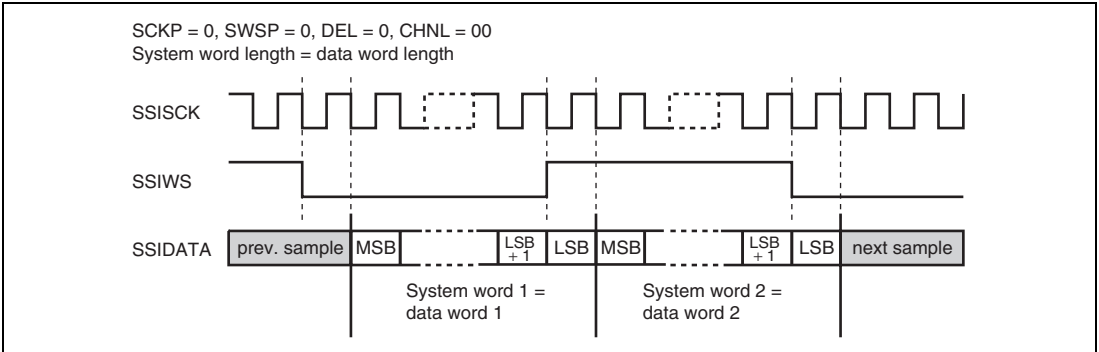 SCKP = 0, SWSP = 0, DEL = 0, CHNL = 00
System word length = data word length
SSISCK
SSIWS
SSIDATA
prev. sample
MSB
LSB
+ 1
LSB
MSB
LSB
+ 1
LSB
next sample
System word 1 =
data word 1
System word 2 =
data word 2